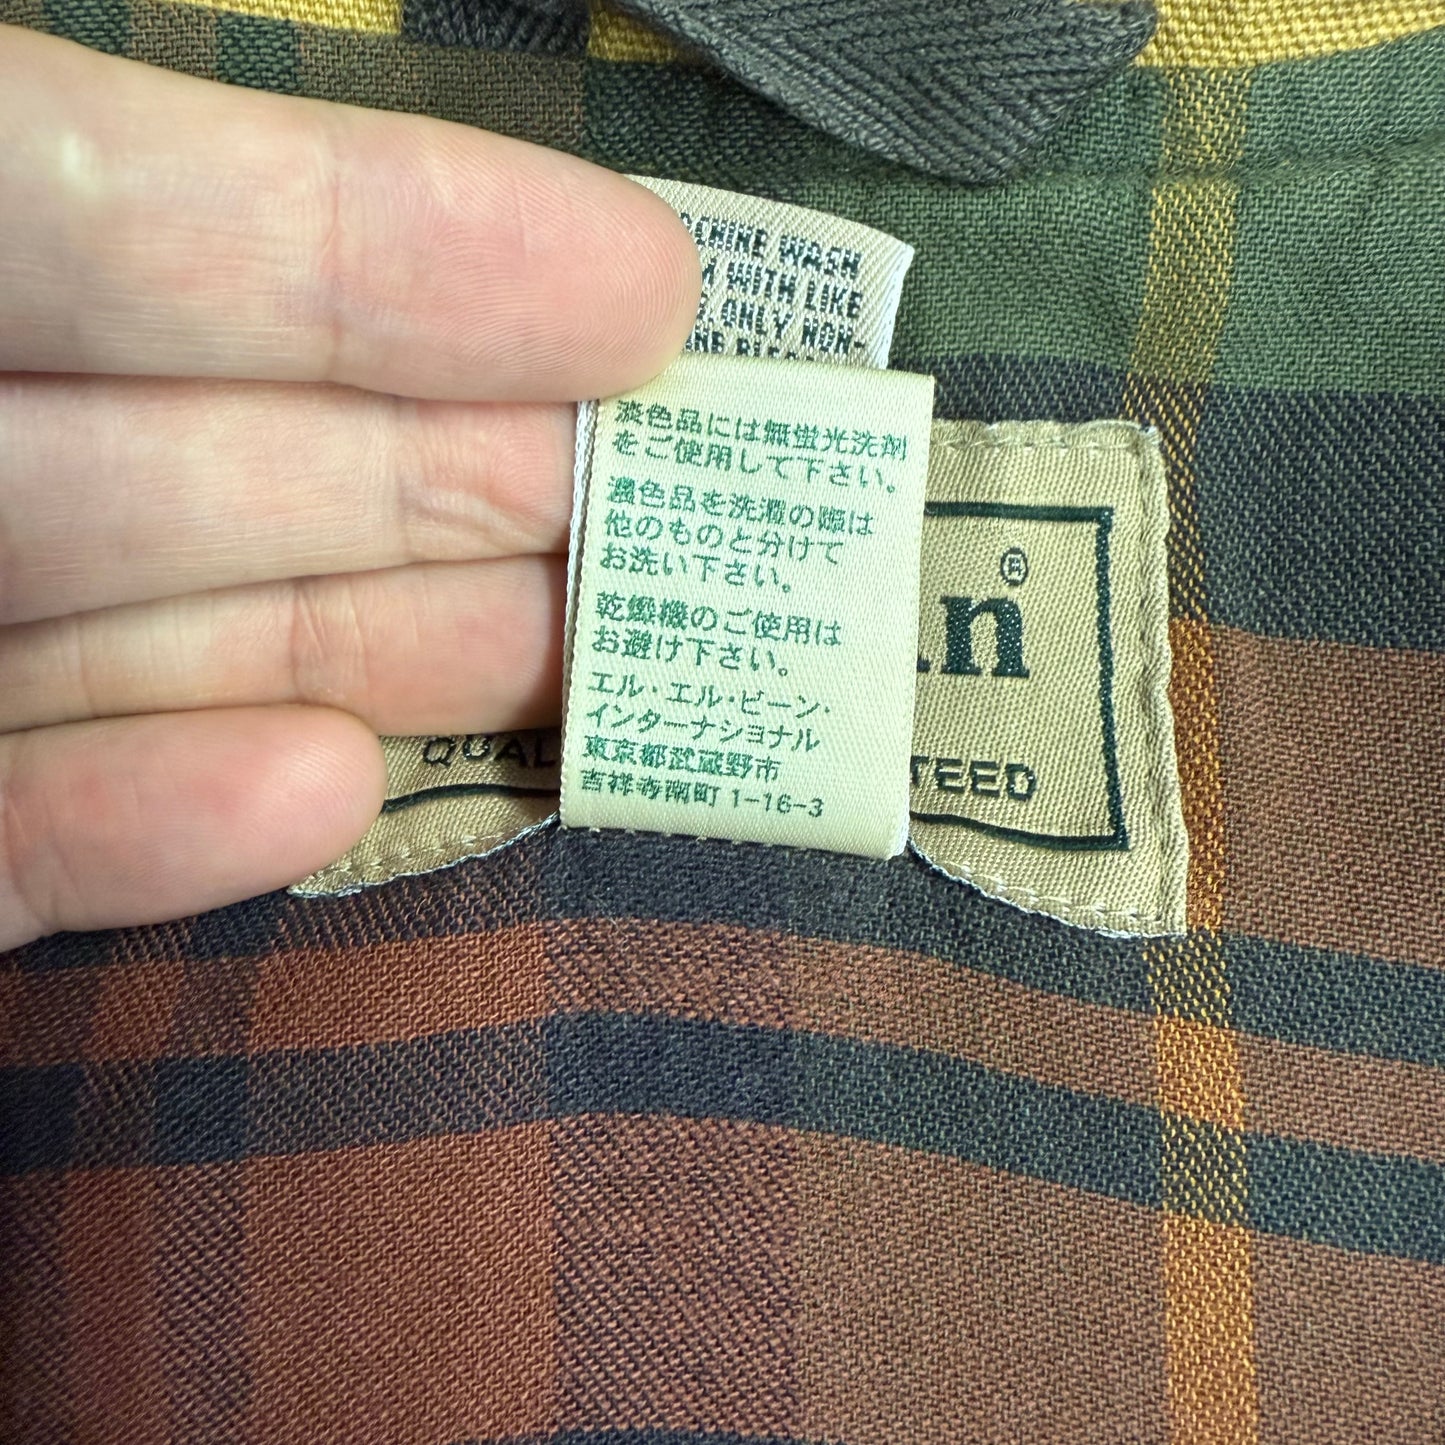 ACHINE WASH
M WITH LIKE
ONLY NON-
淡色品には無蛍光洗剤
をご使用して下さい。
濃色品を洗濯の際は
他のものと分けて
お洗い下さい。
乾燥機のご使用は
お避け下さい。
エル・エル・ビーン・
インターナショナル
東京都武蔵野市
吉祥寺南町 1-16-3
n®
QUAL
TEED